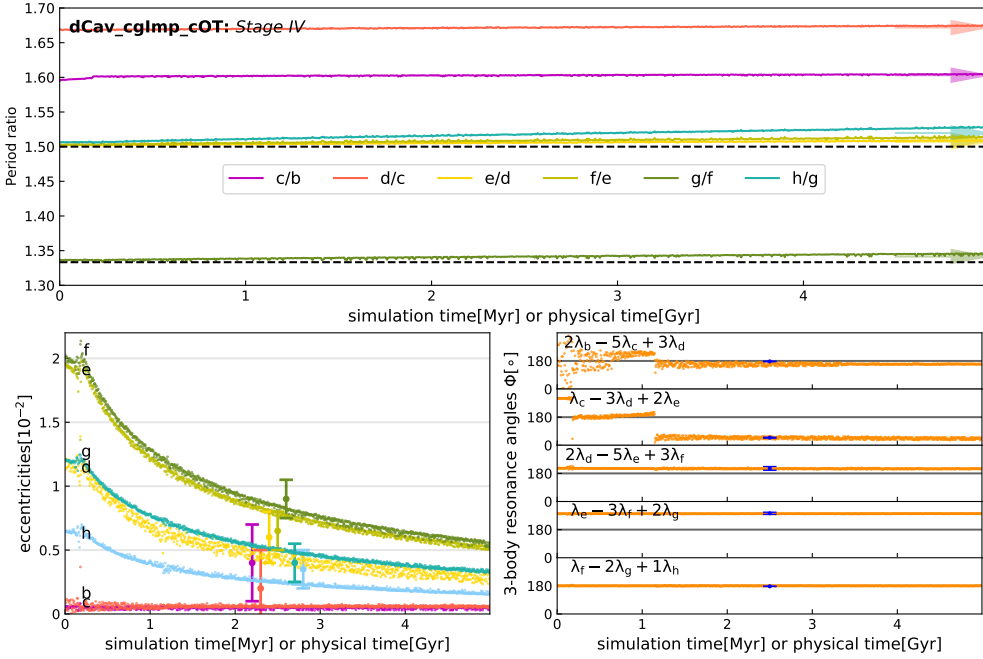 dCav_cgImp_cOT: Stage IV
Period ratio
1.70
1.65
1.60
1.55
1.50
1.45
1.40
1.35
1.30
c/b d/c e/d f/e g/f h/g
0 1 2 3 4
simulation time[Myr] or physical time[Gyr]
eccentricities[10⁻²]
2
1.5
1
0.5
0
f
e
g
d
h
b
c
0 1 2 3 4
simulation time[Myr] or physical time[Gyr]
3-body resonance angles Φ[∘]
2λb − 5λc + 3λd
180
0
λc − 3λd + 2λe
180
0
2λd − 5λe + 3λf
180
0
λe − 3λf + 2λg
180
0
λf − 2λg + 1λh
180
0
0 1 2 3 4
simulation time[Myr] or physical time[Gyr]